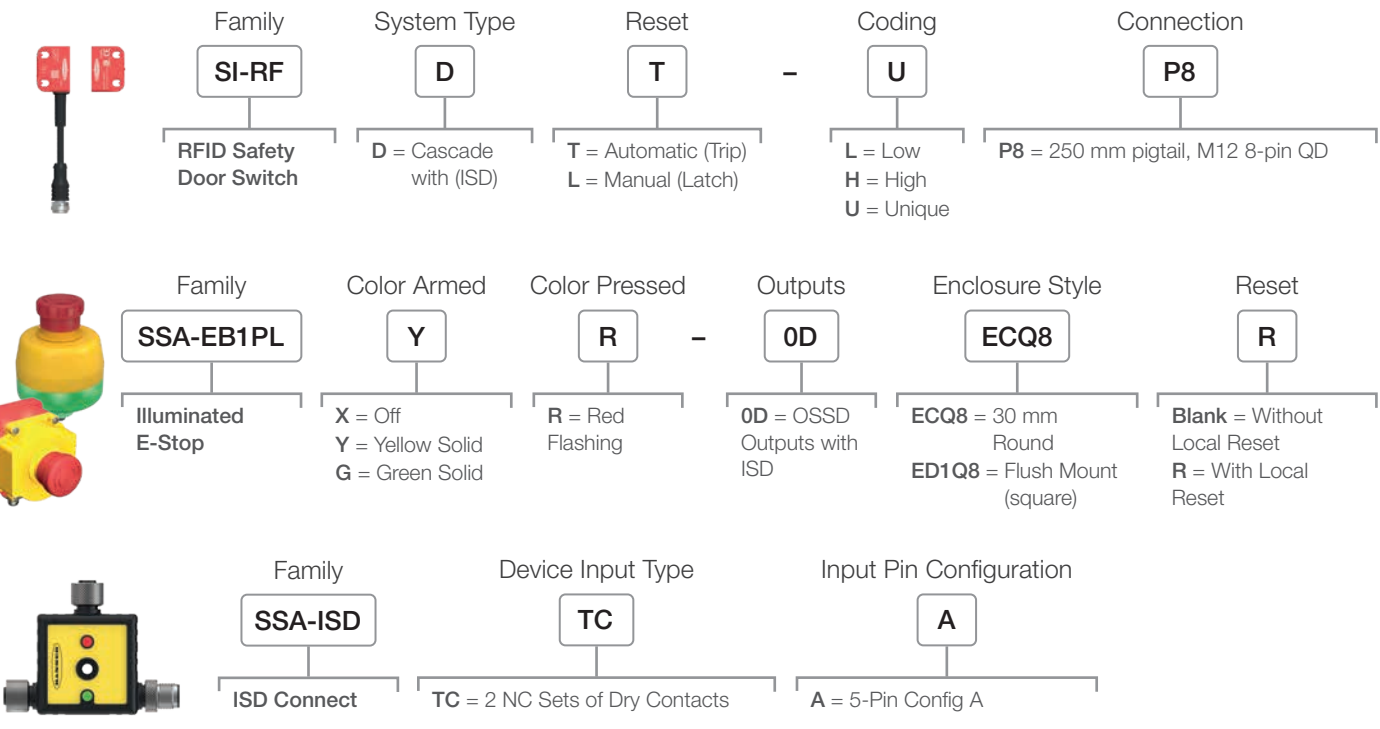 Family System Type Reset Coding Connection
SI-RF D T – U P8
RFID Safety
Door Switch
D = Cascade
with (ISD)
T = Automatic (Trip)
L = Manual (Latch)
L = Low
H = High
U = Unique
P8 = 250 mm pigtail, M12 8-pin QD
Family Color Armed Color Pressed Outputs Enclosure Style Reset
SSA-EB1PL Y R – 0D ECQ8 R
Illuminated
E-Stop
X = Off
Y = Yellow Solid
G = Green Solid
R = Red
Flashing
0D = OSSD
Outputs with
ISD
ECQ8 = 30 mm
Round
ED1Q8 = Flush Mount
(square)
Blank = Without
Local Reset
R = With Local
Reset
Family Device Input Type Input Pin Configuration
SSA-ISD TC A
ISD Connect
TC = 2 NC Sets of Dry Contacts
A = 5-Pin Config A
BANNER